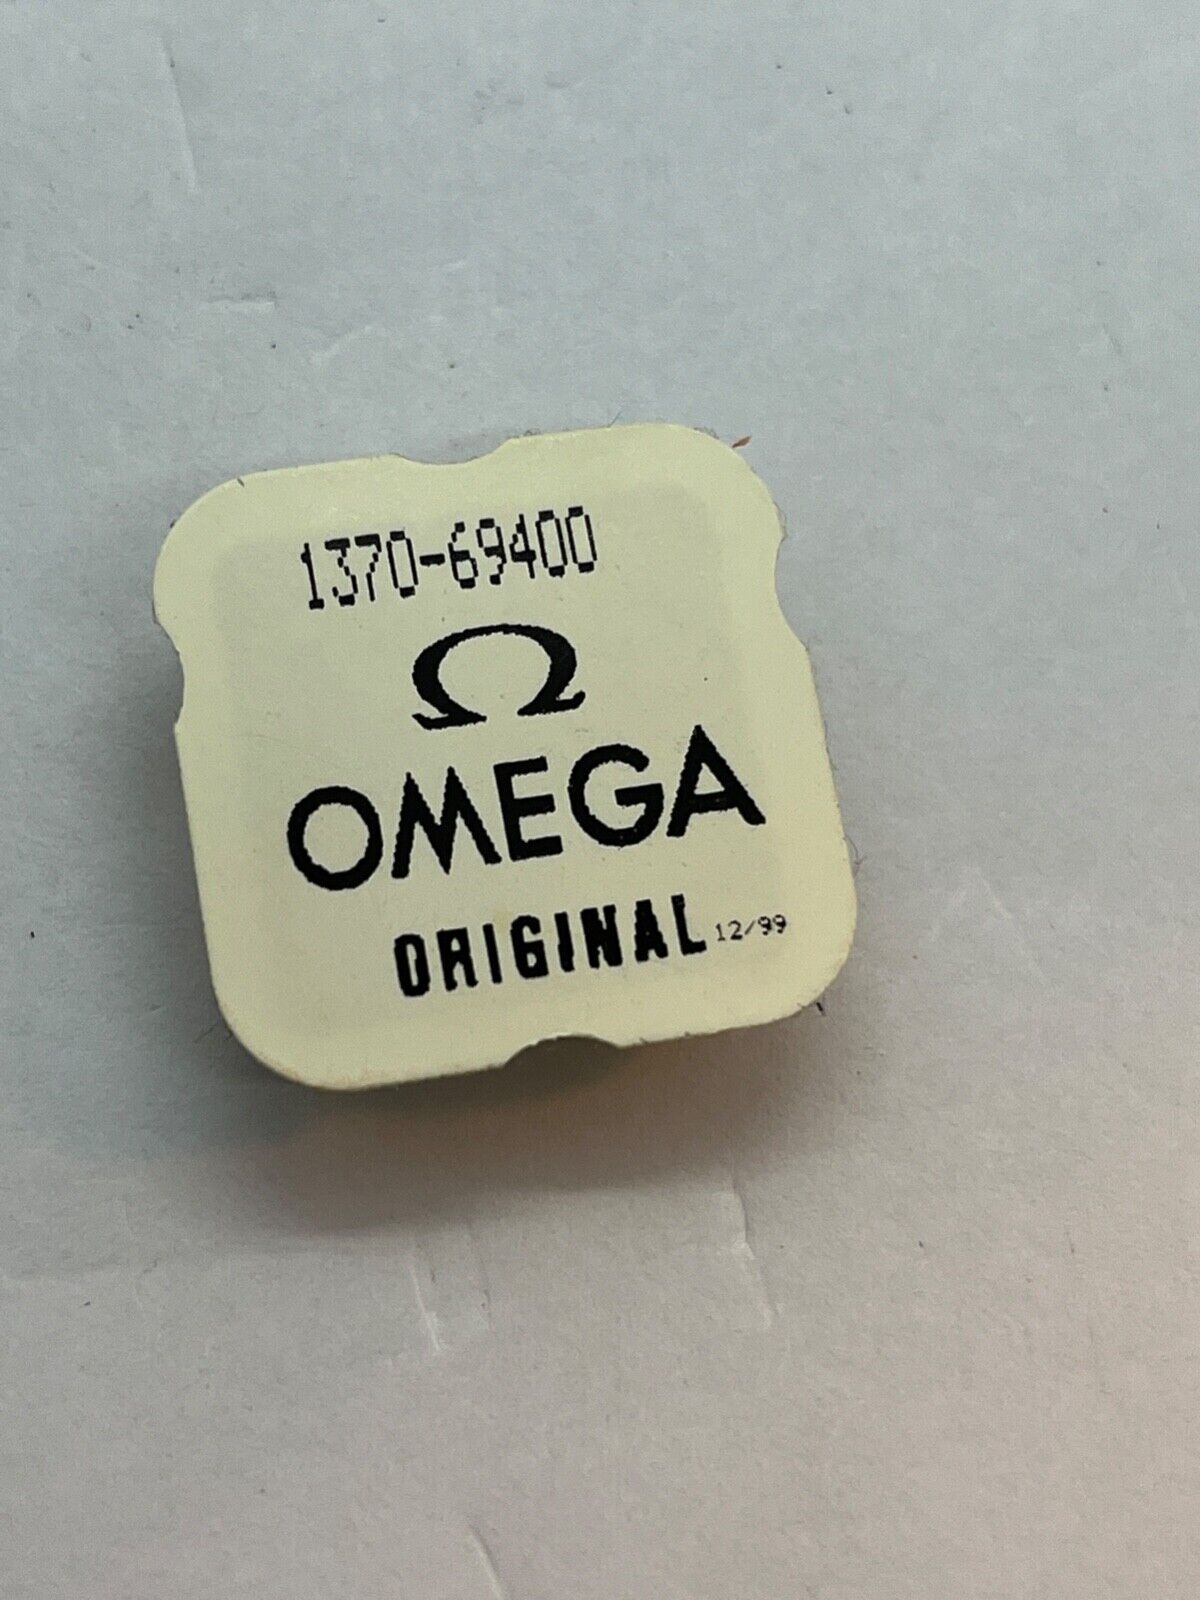 1370-69400
Ω
OMEGA
ORIGINAL 12/99